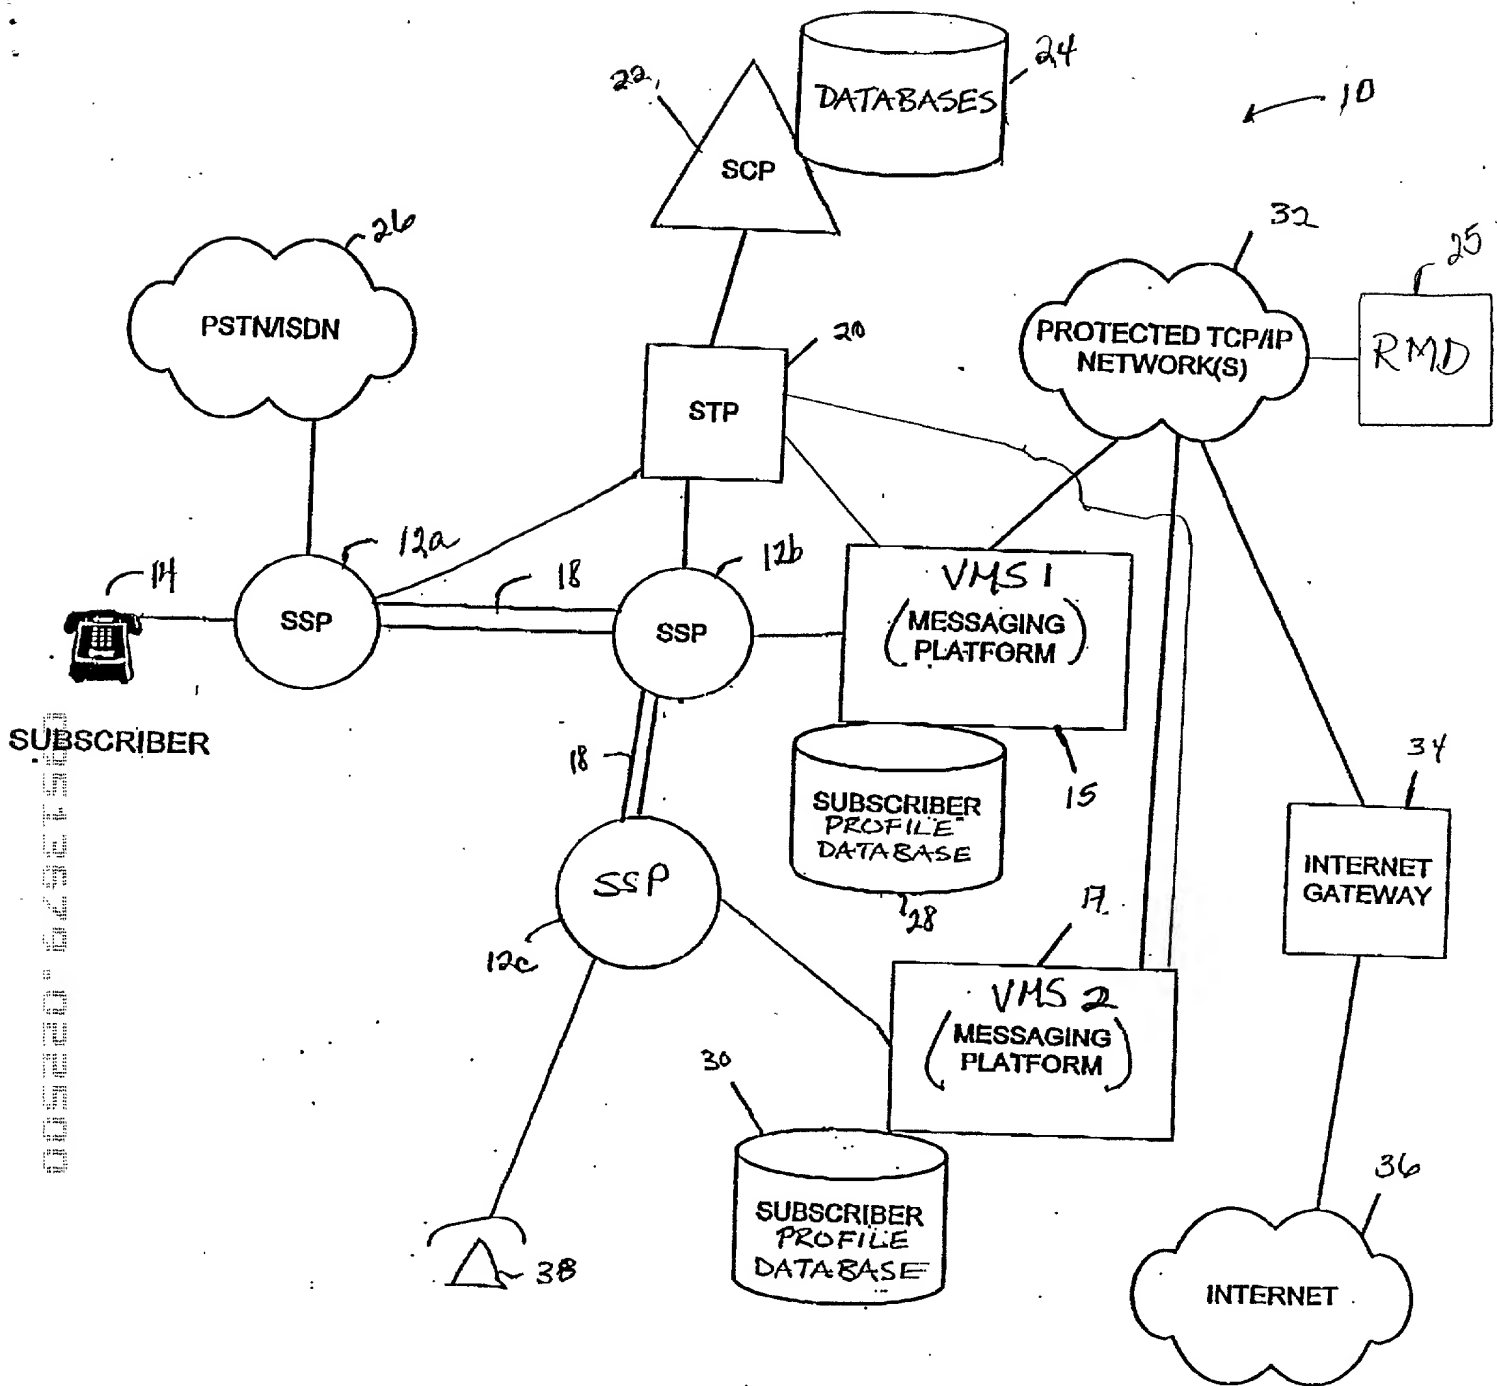 DATABASES
24
22
SCP
10
32
25
26
PSTN/ISDN
PROTECTED TCP/IP
NETWORK(S)
RMD
20
STP
14
12a
SSP
18
12b
SSP
VMS 1
(MESSAGING
PLATFORM)
SUBSCRIBER
18
15
34
SUBSCRIBER
PROFILE
DATABASE
28
INTERNET
GATEWAY
SSP
12c
17
VMS 2
(MESSAGING
PLATFORM)
30
SUBSCRIBER
PROFILE
DATABASE
38
36
INTERNET